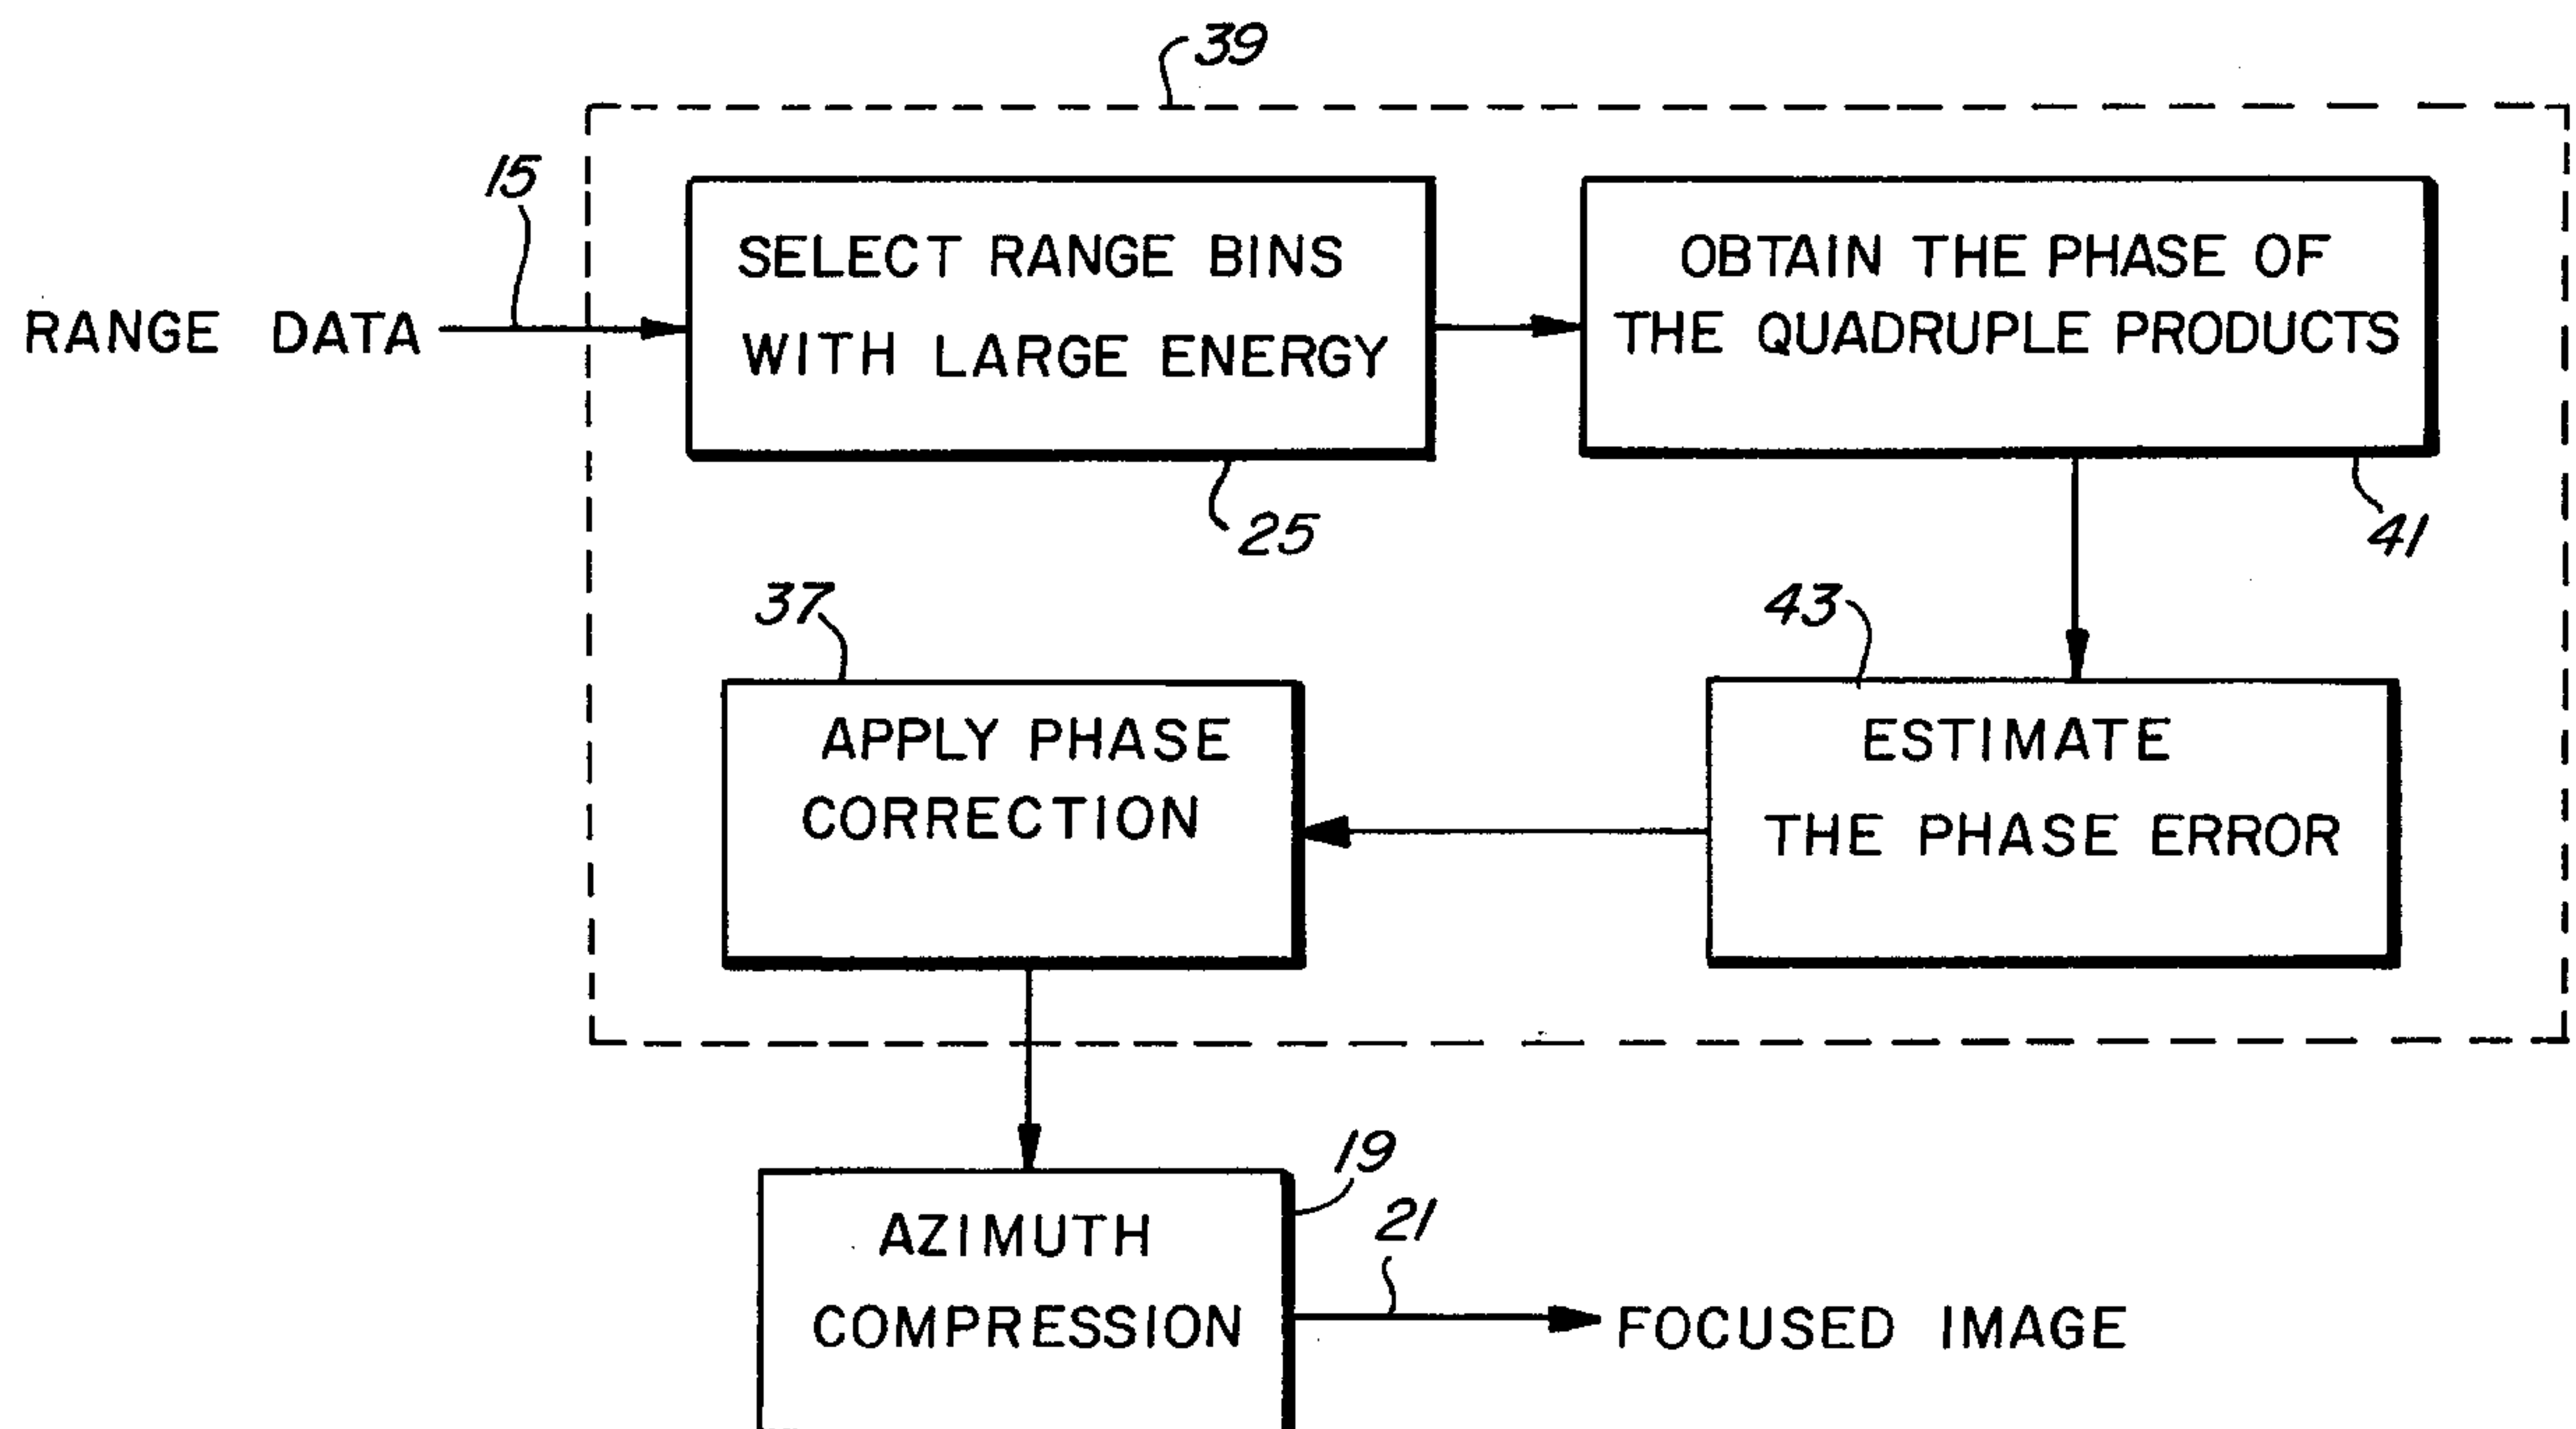 39
15
RANGE DATA
SELECT RANGE BINS
WITH LARGE ENERGY
25
OBTAIN THE PHASE OF
THE QUADRUPLE PRODUCTS
41
37
APPLY PHASE
CORRECTION
43
ESTIMATE
THE PHASE ERROR
19
AZIMUTH
COMPRESSION
21
FOCUSED IMAGE